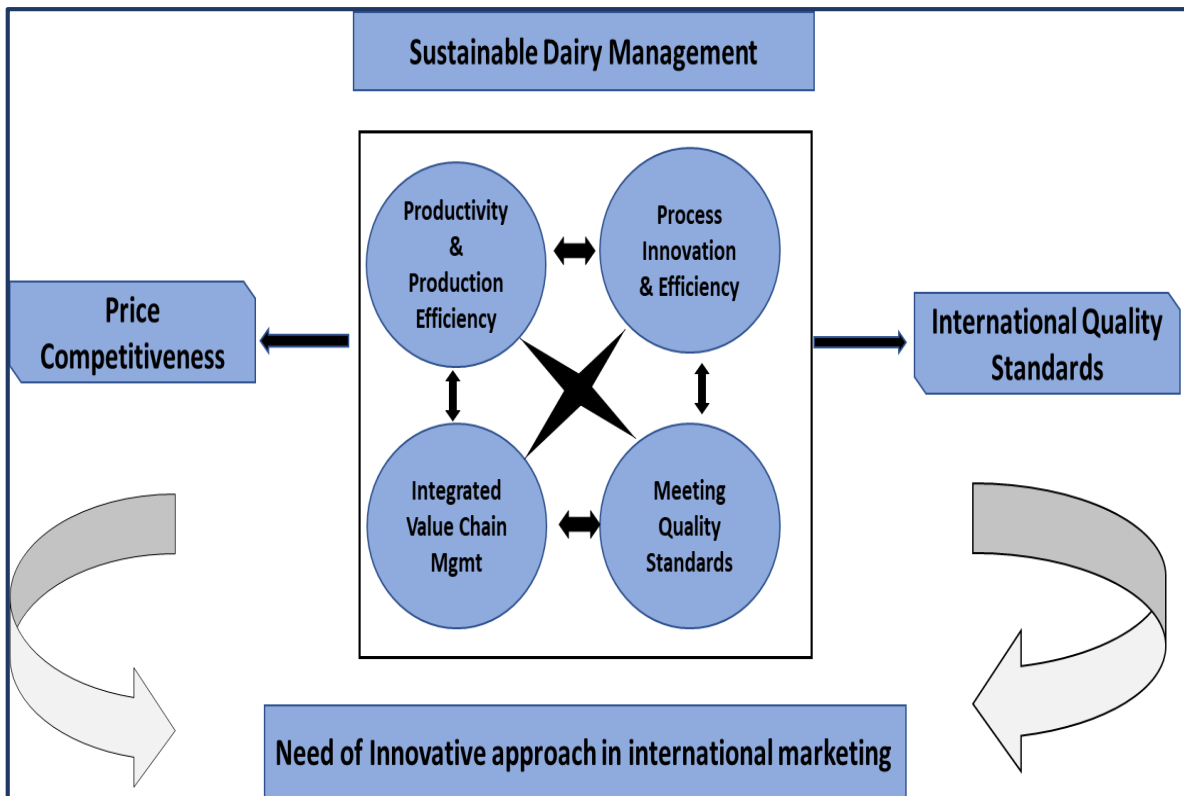 Sustainable Dairy Management
Productivity
&
Production
Efficiency
Process
Innovation
& Efficiency
Price
Competitiveness
International Quality
Standards
Integrated
Value Chain
Mgmt
Meeting
Quality
Standards
Need of Innovative approach in international marketing